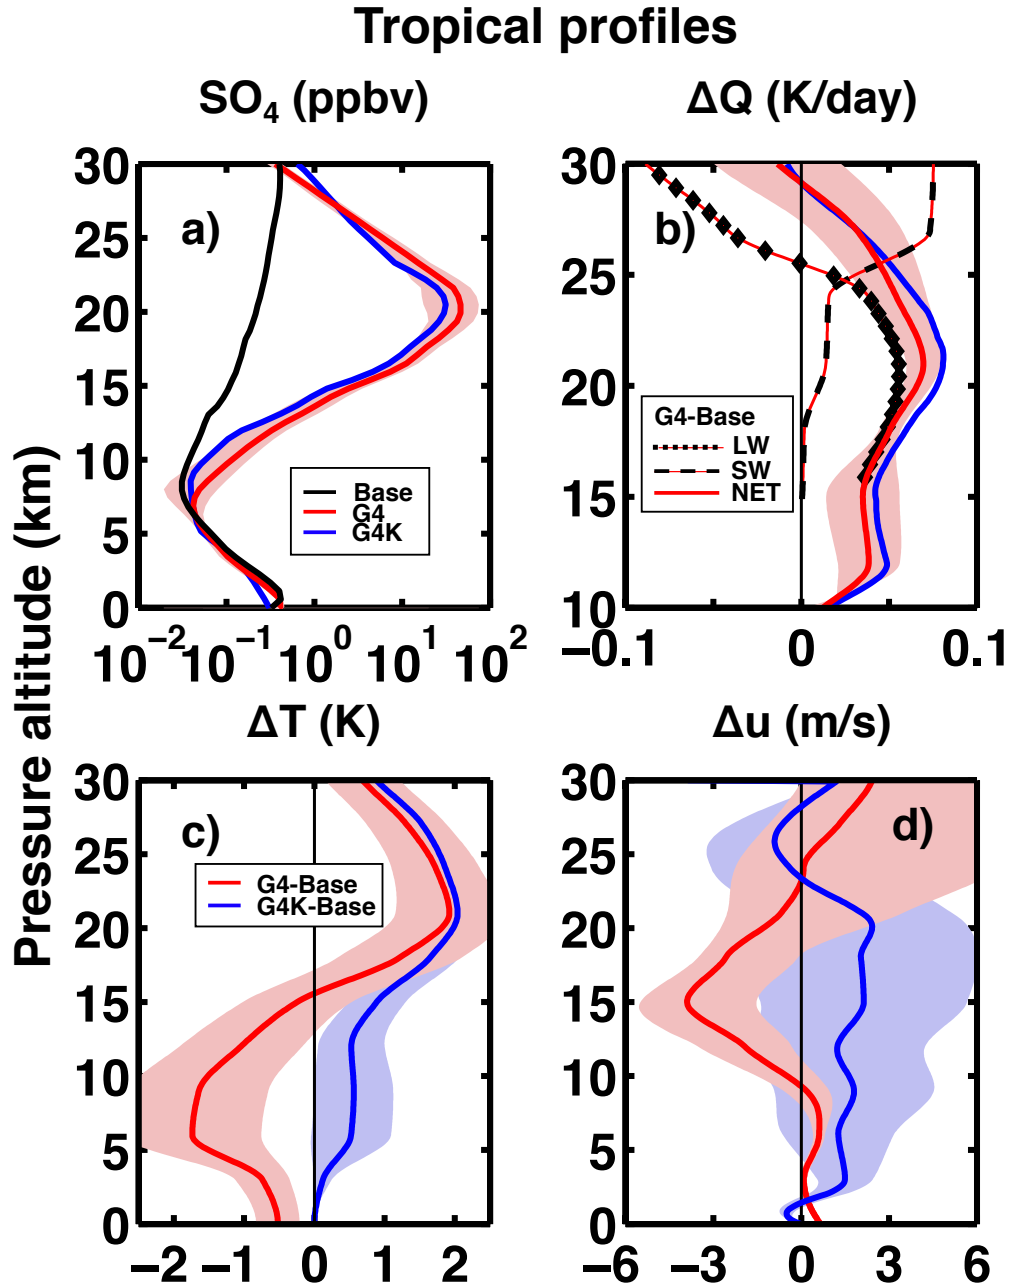 Tropical profiles
SO₄ (ppbv)
ΔQ (K/day)
Pressure altitude (km)
a)
30
25
20
15
10
5
0
10⁻² 10⁻¹ 10⁰ 10¹ 10²
Base
G4
G4K
b)
30
25
20
15
10
−0.1 0 0.1
G4-Base
LW
SW
NET
ΔT (K)
Δu (m/s)
c)
30
25
20
15
10
5
0
−2 −1 0 1 2
G4-Base
G4K-Base
d)
30
25
20
15
10
5
0
−6 −3 0 3 6